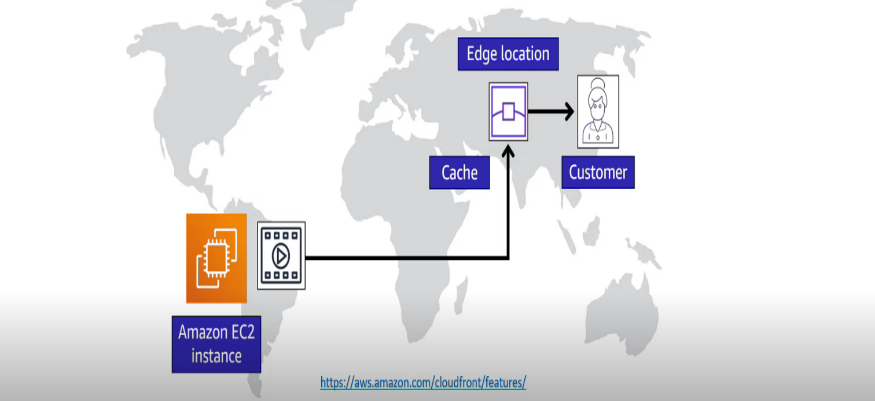 Edge location
Cache
Customer
Amazon EC2
instance
https://aws.amazon.com/cloudfront/features/